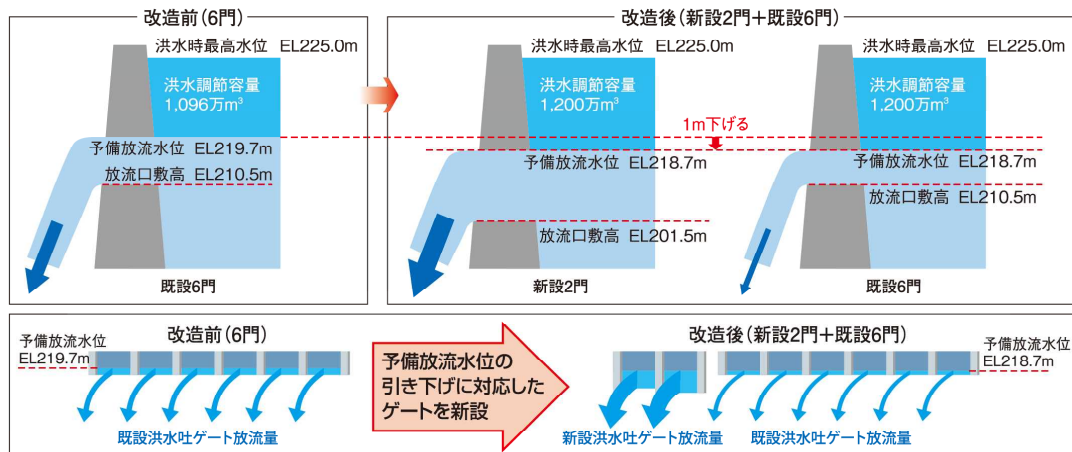 改造前（6門）
洪水時最高水位 EL225.0m
洪水調節容量
1,096万m³
予備放流水位 EL219.7m
放流口敷高 EL210.5m
既設6門
改造後（新設2門＋既設6門）
洪水時最高水位 EL225.0m
洪水調節容量
1,200万m³
1m下げる
予備放流水位 EL218.7m
放流口敷高 EL201.5m
新設2門
洪水時最高水位 EL225.0m
洪水調節容量
1,200万m³
予備放流水位 EL218.7m
放流口敷高 EL210.5m
既設6門
改造前（6門）
予備放流水位
EL219.7m
既設洪水吐ゲート放流量
予備放流水位の
引き下げに対応した
ゲートを新設
改造後（新設2門＋既設6門）
予備放流水位
EL218.7m
新設洪水吐ゲート放流量
既設洪水吐ゲート放流量